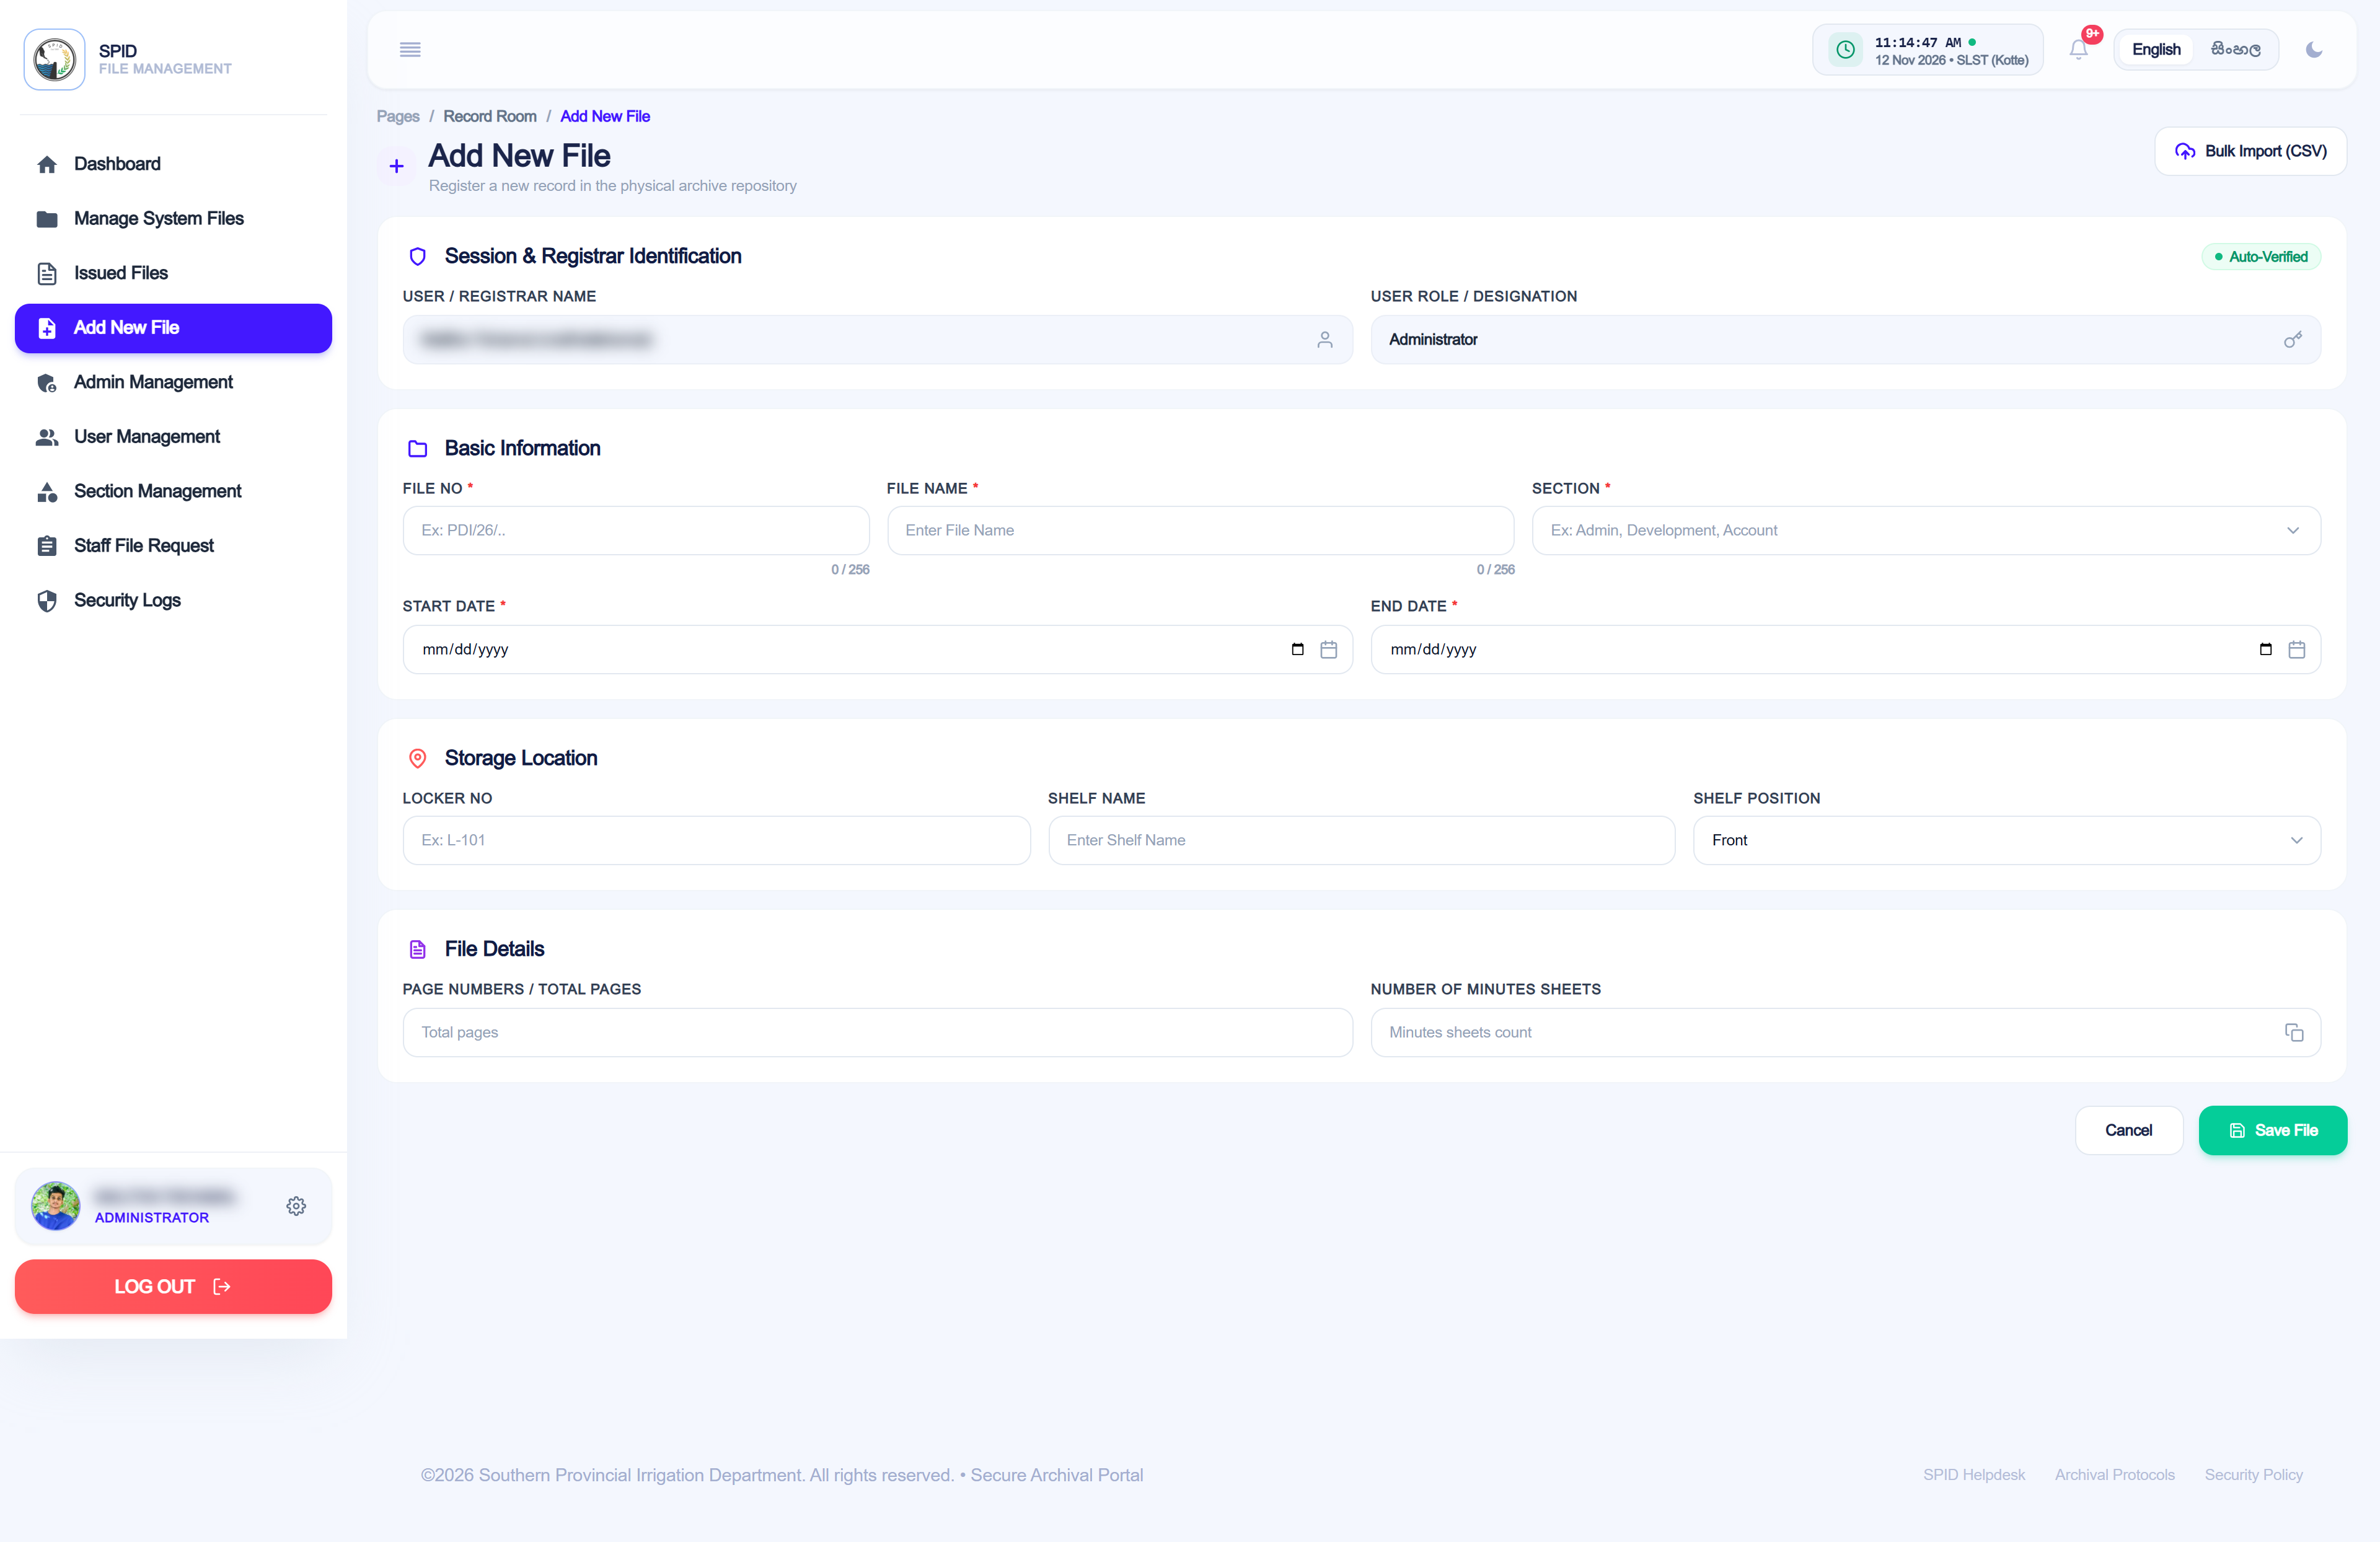 SPID
FILE MANAGEMENT
Dashboard
Manage System Files
Issued Files
Add New File
Admin Management
User Management
Section Management
Staff File Request
Security Logs
ADMINISTRATOR
LOG OUT
11:14:47 AM
12 Nov 2026 • SLST (Kotte)
9+
English
සිංහල
Pages / Record Room / Add New File
Add New File
Register a new record in the physical archive repository
Bulk Import (CSV)
Session & Registrar Identification
Auto-Verified
USER / REGISTRAR NAME
USER ROLE / DESIGNATION
Administrator
Basic Information
FILE NO *
FILE NAME *
SECTION *
Ex: PDI/26/..
Enter File Name
Ex: Admin, Development, Account
0 / 256
0 / 256
START DATE *
END DATE *
mm/dd/yyyy
mm/dd/yyyy
Storage Location
LOCKER NO
SHELF NAME
SHELF POSITION
Ex: L-101
Enter Shelf Name
Front
File Details
PAGE NUMBERS / TOTAL PAGES
NUMBER OF MINUTES SHEETS
Total pages
Minutes sheets count
Cancel
Save File
©2026 Southern Provincial Irrigation Department. All rights reserved. • Secure Archival Portal
SPID Helpdesk
Archival Protocols
Security Policy